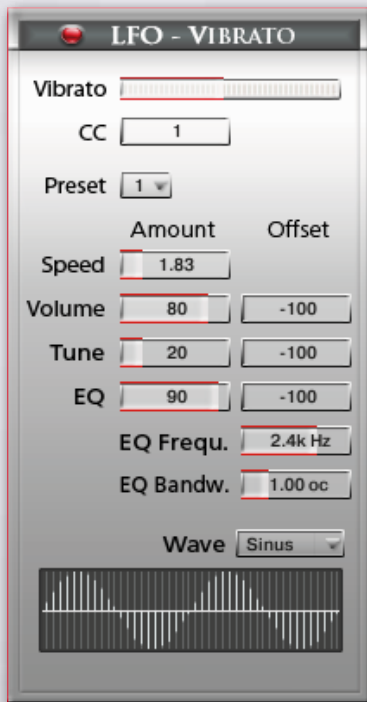 LFO - VIBRATO
Vibrato
CC 1
Preset 1
Amount Offset
Speed 1.83
Volume 80 -100
Tune 20 -100
EQ 90 -100
EQ Frequ. 2.4k Hz
EQ Bandw. 1.00 oc
Wave Sinus